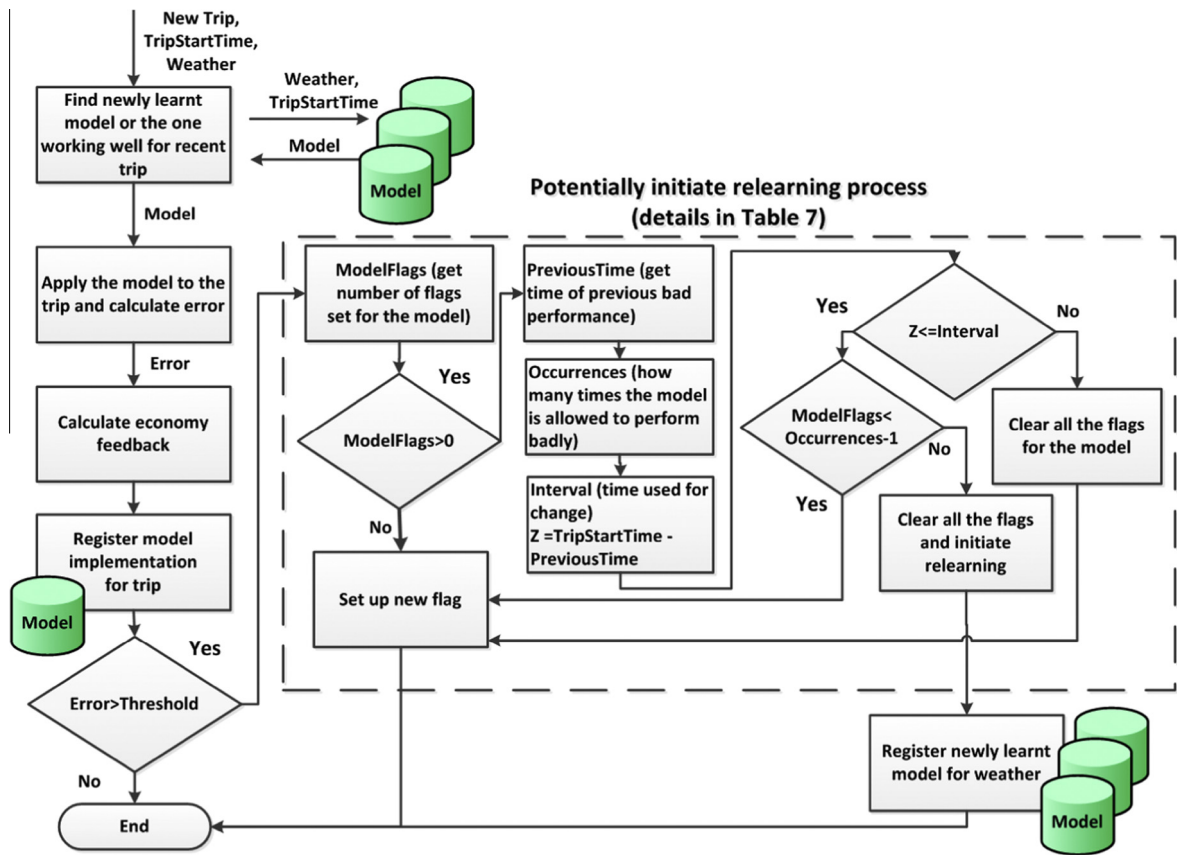 New Trip,
TripStartTime,
Weather
Find newly learnt
model or the one
working well for recent
trip
Weather,
TripStartTime
Model
Model
Model
Apply the model to the
trip and calculate error
Error
Calculate economy
feedback
Register model
implementation
for trip
Model
Error>Threshold
Yes
No
End
Potentially initiate relearning process
(details in Table 7)
ModelFlags (get
number of flags
set for the model)
ModelFlags>0
Yes
No
Set up new flag
PreviousTime (get
time of previous bad
performance)
Occurrences (how
many times the model
is allowed to perform
badly)
Interval (time used for
change)
Z =TripStartTime -
PreviousTime
Z<=Interval
Yes
No
ModelFlags<
Occurrences-1
No
Yes
Clear all the flags
for the model
Clear all the flags
and initiate
relearning
Register newly learnt
model for weather
Model